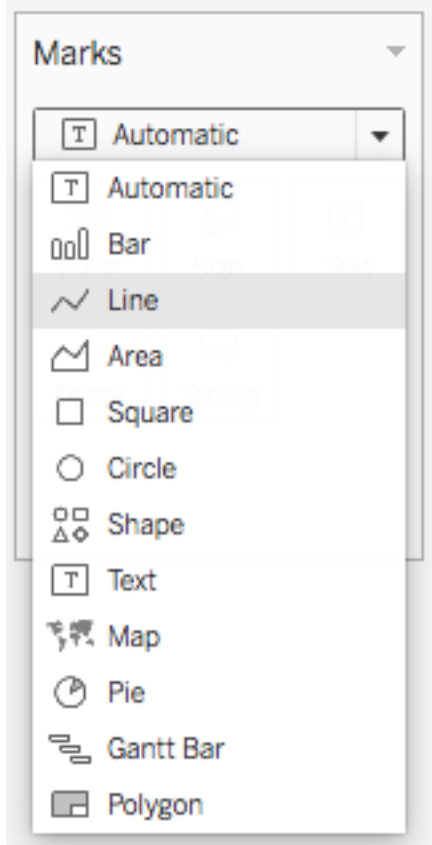 Marks
Automatic
Automatic
Bar
Line
Area
Square
Circle
Shape
Text
Map
Pie
Gantt Bar
Polygon